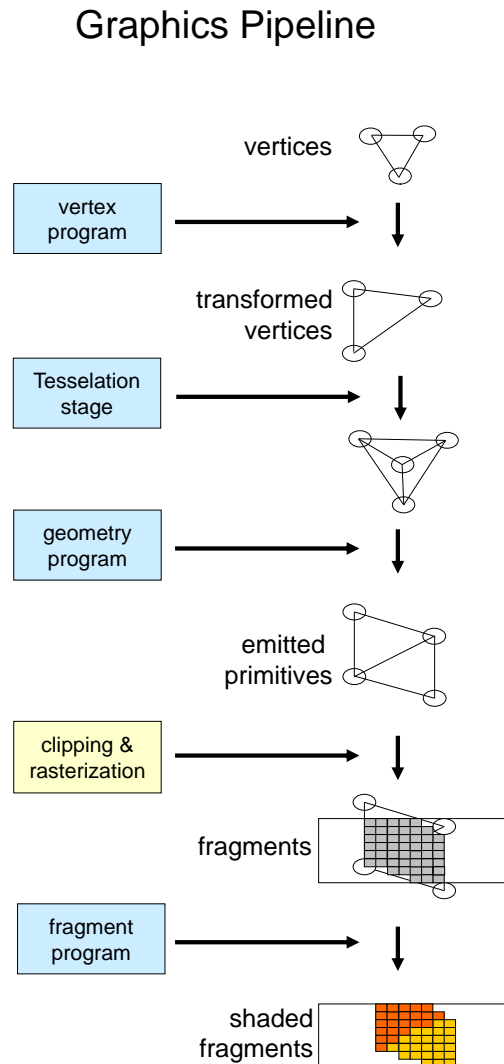 Graphics Pipeline
vertices
vertex
program
transformed
vertices
Tesselation
stage
geometry
program
emitted
primitives
clipping &
rasterization
fragments
fragment
program
shaded
fragments